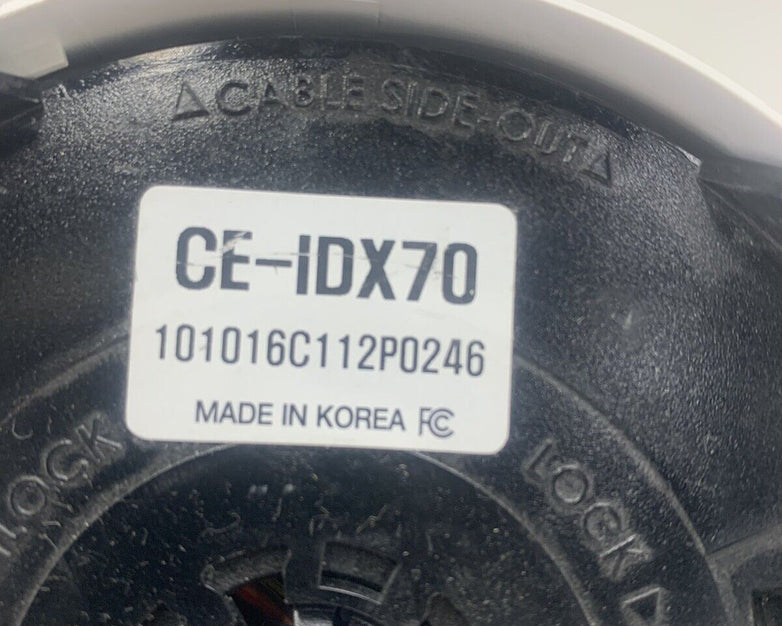 △CABLE SIDE-OUT△
CE-IDX70
101016C112P0246
MADE IN KOREA FC
LOCK
LOCK △